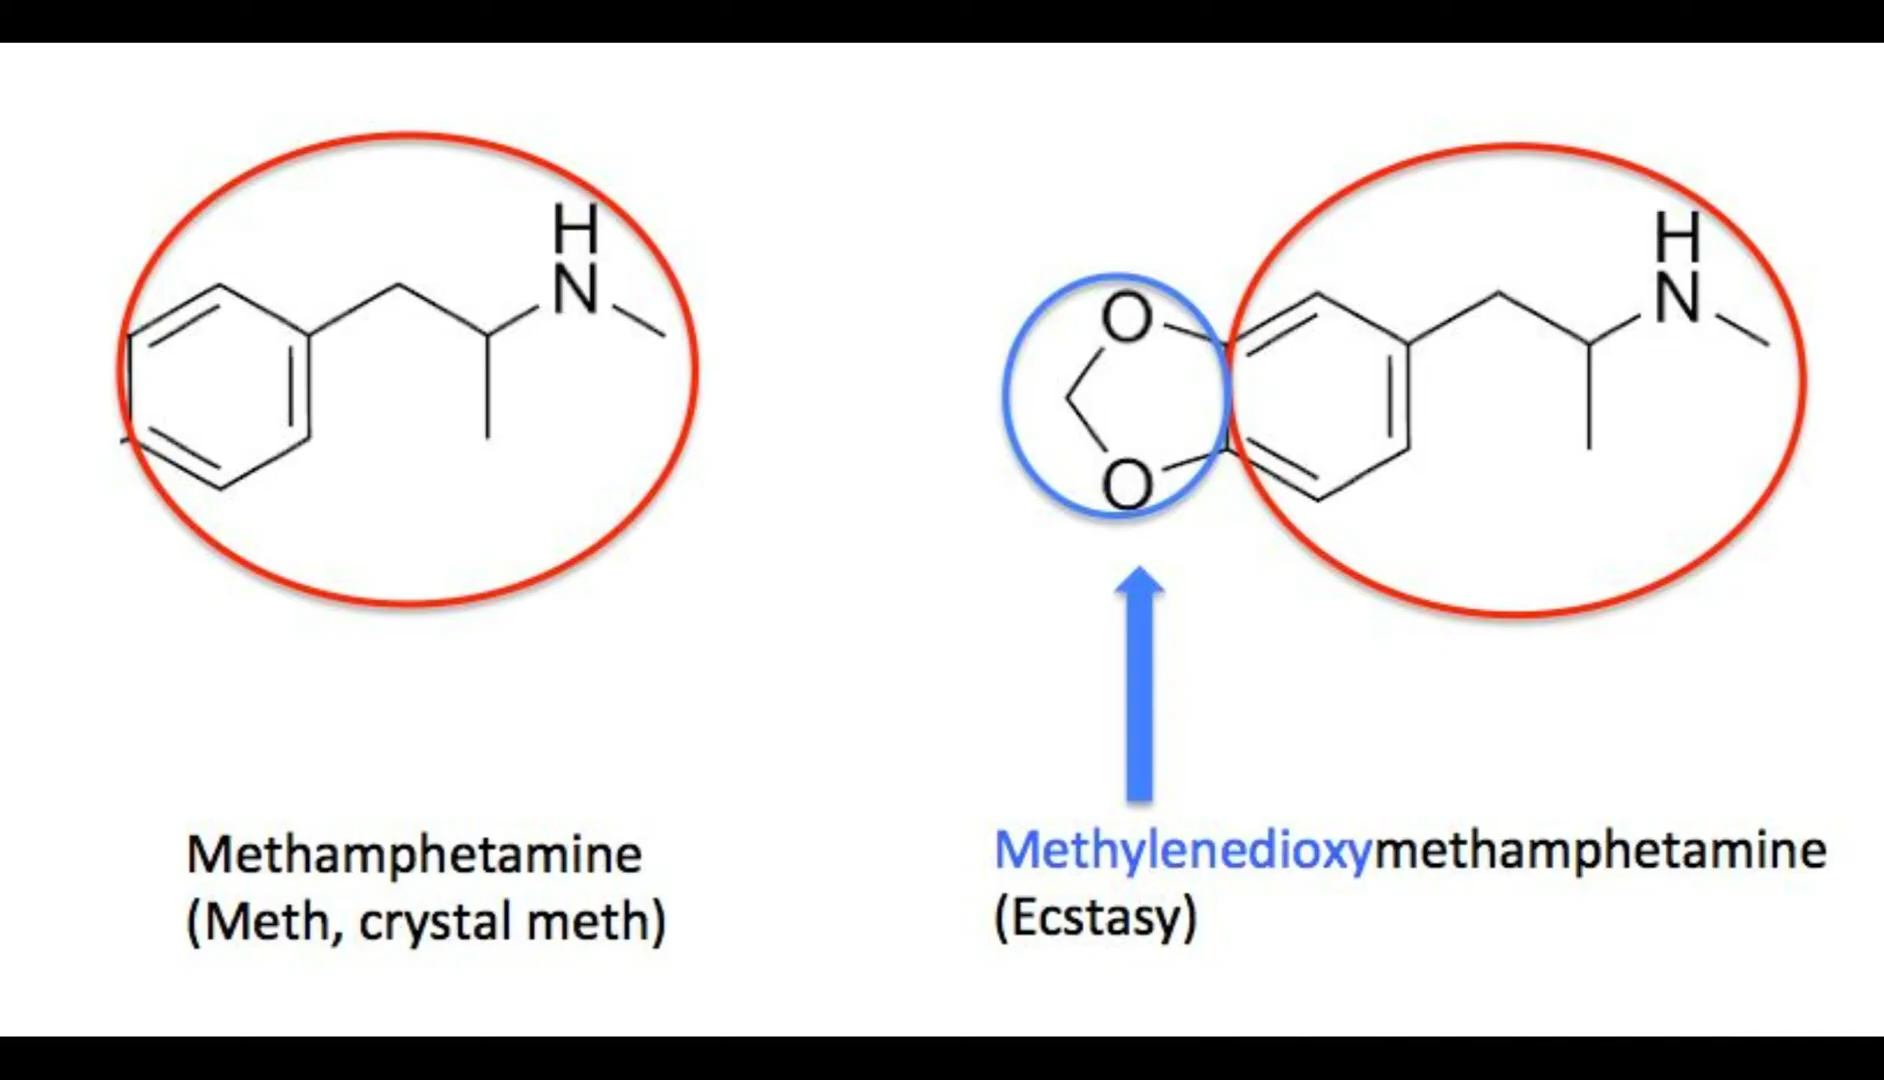 H
N
O
O
H
N
Methamphetamine
(Meth, crystal meth)
Methylenedioxymethamphetamine
(Ecstasy)